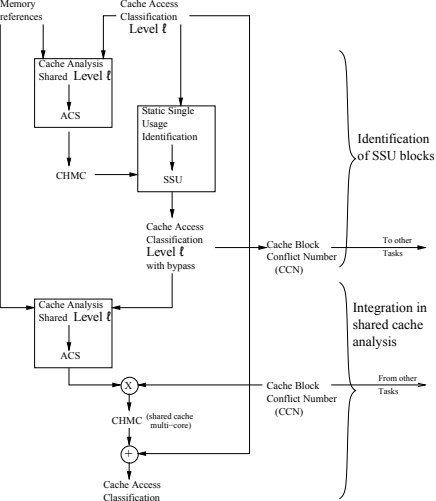 Memory
references
Cache Access
Classification
Level ℓ
Cache Analysis
Shared Level ℓ
ACS
CHMC
Static Single
Usage
Identification
SSU
Identification
of SSU blocks
Cache Access
Classification
Level ℓ
with bypass
Cache Block
Conflict Number
(CCN)
To other
Tasks
Cache Analysis
Shared Level ℓ
ACS
Integration in
shared cache
analysis
X
Cache Block
Conflict Number
(CCN)
From other
Tasks
CHMC (shared cache
multi-core)
+
Cache Access
Classification